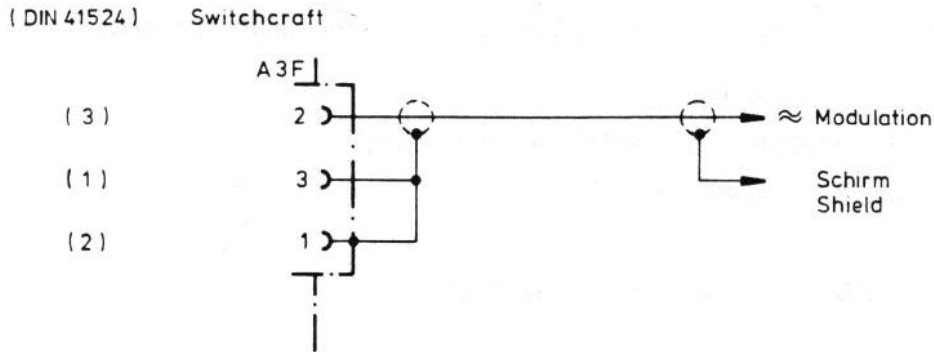 (DIN 41524) Switchcraft
A3F
(3) 2 ≈ Modulation
(1) 3 Schirm
Shield
(2) 1